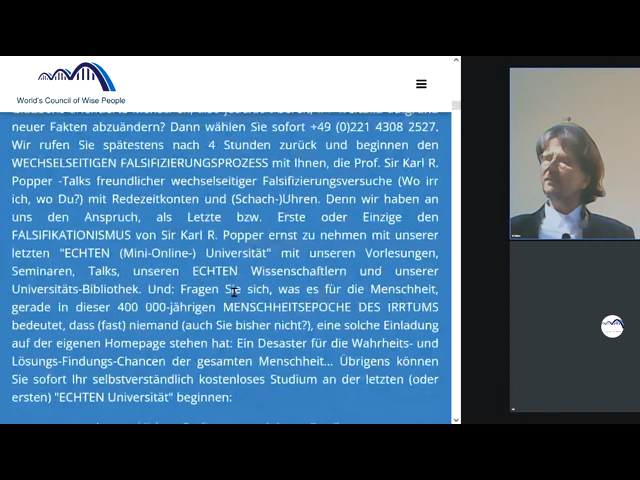 World's Council of Wise People
neuer Fakten abzuändern? Dann wählen Sie sofort +49 (0)221 4308 2527.
Wir rufen Sie spätestens nach 4 Stunden zurück und beginnen den
WECHSELSEITIGEN FALSIFIZIERUNGSPROZESS mit Ihnen, die Prof. Sir Karl R.
Popper -Talks freundlicher wechselseitiger Falsifizierungsversuche (Wo irr
ich, wo Du?) mit Redezeitkonten und (Schach-)Uhren. Denn wir haben an
uns den Anspruch, als Letzte bzw. Erste oder Einzige den
FALSIFIKATIONISMUS von Sir Karl R. Popper ernst zu nehmen mit unserer
letzten "ECHTEN (Mini-Online-) Universität" mit unseren Vorlesungen,
Seminaren, Talks, unseren ECHTEN Wissenschaftlern und unserer
Universitäts-Bibliothek. Und: Fragen Sie sich, was es für die Menschheit,
gerade in dieser 400 000-jährigen MENSCHHEITSEPOCHE DES IRRTUMS
bedeutet, dass (fast) niemand (auch Sie bisher nicht?), eine solche Einladung
auf der eigenen Homepage stehen hat: Ein Desaster für die Wahrheits- und
Lösungs-Findungs-Chancen der gesamten Menschheit... Übrigens können
Sie sofort Ihr selbstverständlich kostenloses Studium an der letzten (oder
ersten) "ECHTEN Universität" beginnen: